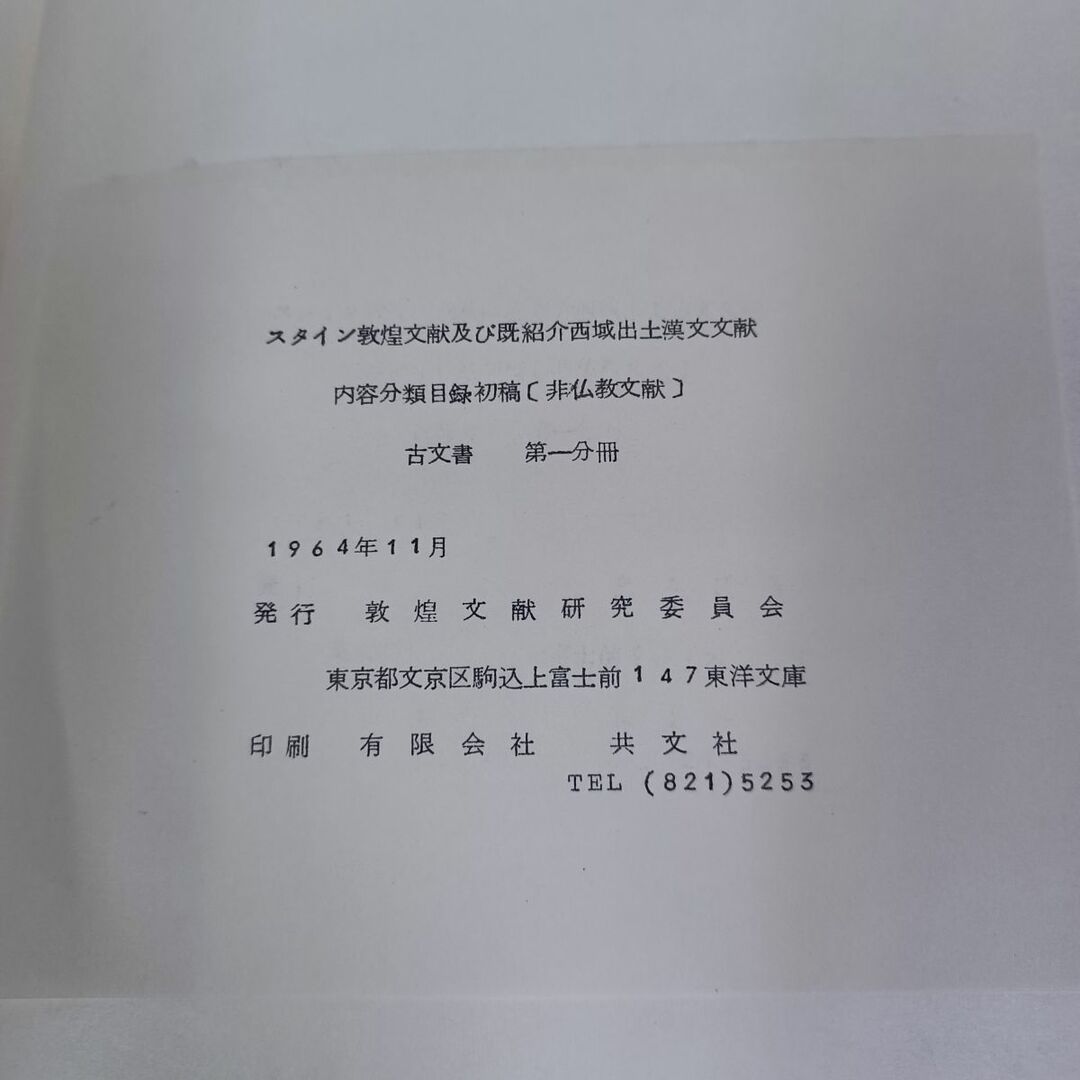 スタイン敦煌文献及び既紹介西域出土漢文文献
内容分類目録初稿〔非仏教文献〕
古文書　第一分冊
1964年11月
発行　敦煌文献研究委員会
東京都文京区駒込上富士前147東洋文庫
印刷　有限会社　共文社
TEL (821)5253